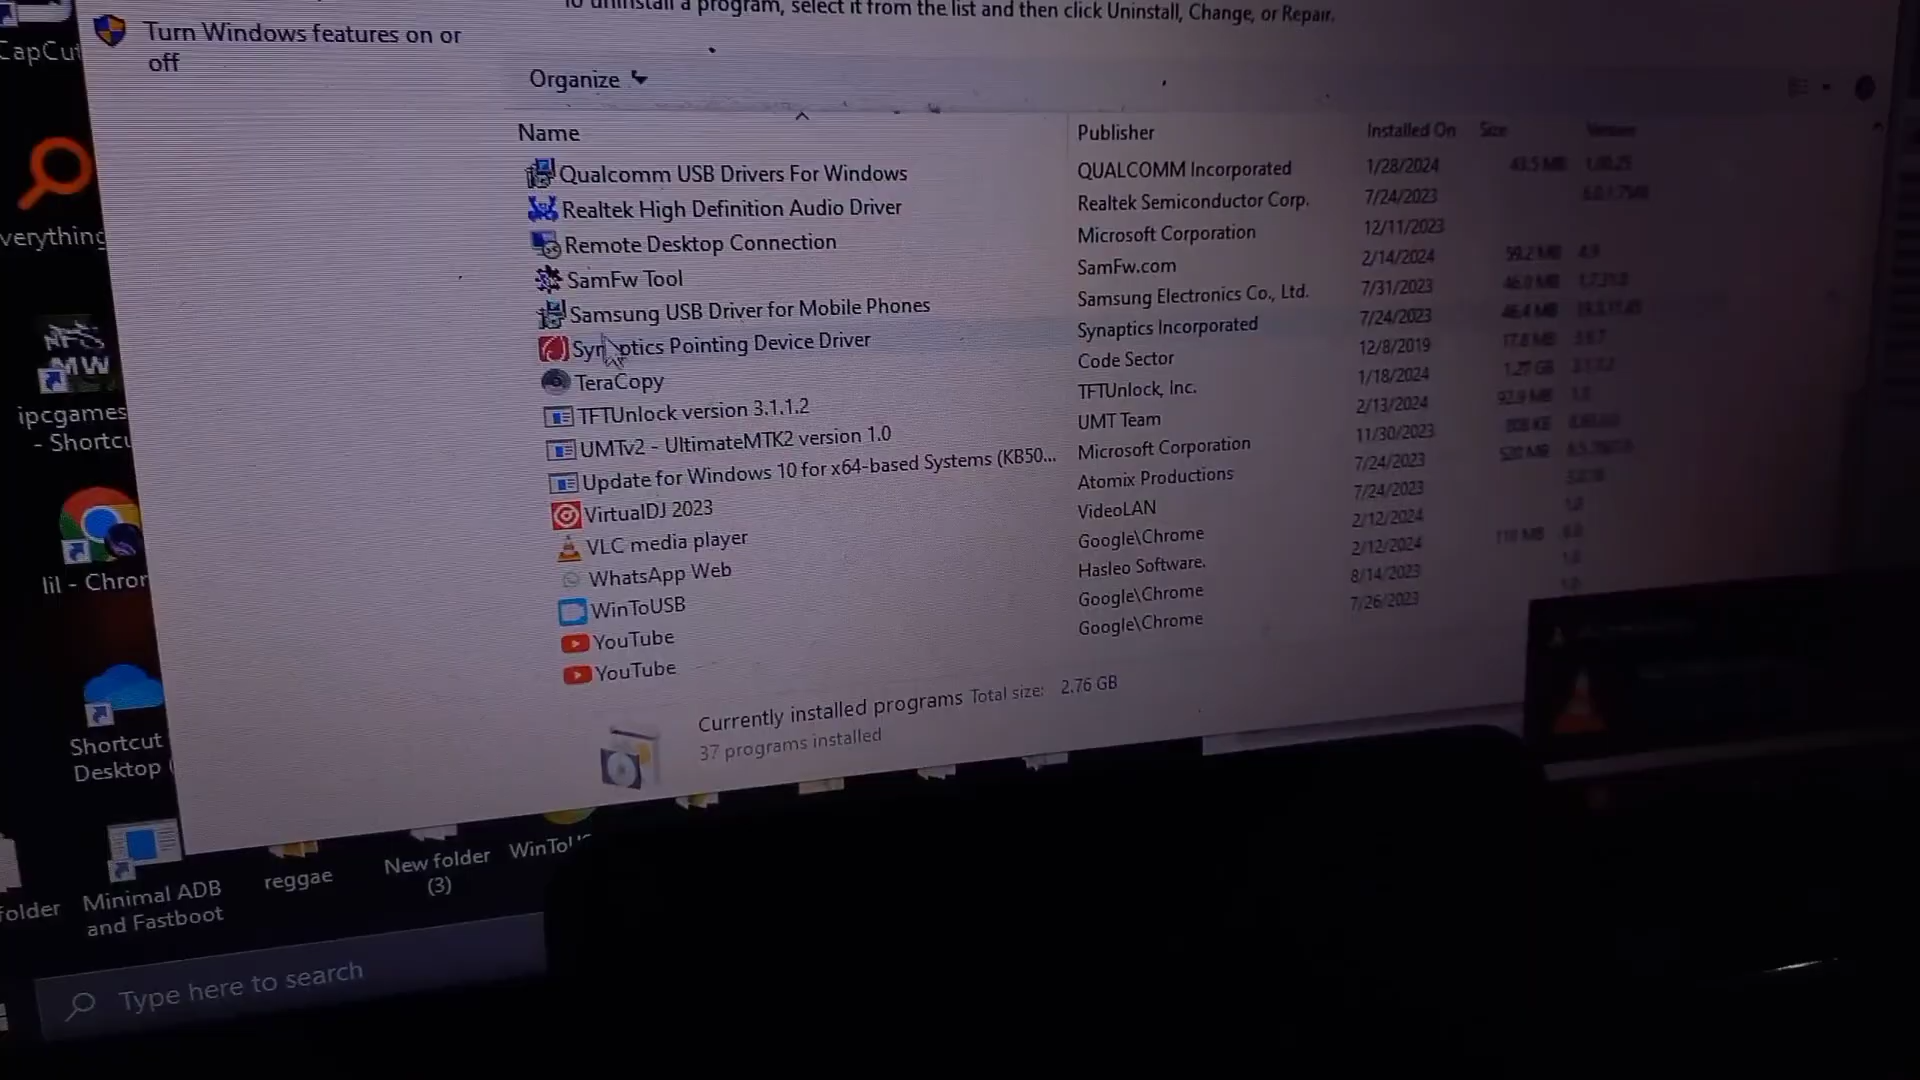 To uninstall a program, select it from the list and then click Uninstall, Change, or Repair.
Turn Windows features on or
off
Organize
Name Publisher Installed On Size
Qualcomm USB Drivers For Windows QUALCOMM Incorporated 1/28/2024
Realtek High Definition Audio Driver Realtek Semiconductor Corp. 7/24/2023
Remote Desktop Connection Microsoft Corporation 12/11/2023
SamFw Tool SamFw.com 2/14/2024
Samsung USB Driver for Mobile Phones Samsung Electronics Co., Ltd. 7/31/2023
Synaptics Pointing Device Driver Synaptics Incorporated 7/24/2023
TeraCopy Code Sector 12/8/2019
TFTUnlock version 3.1.1.2 TFTUnlock, Inc. 1/18/2024
UMTv2 - UltimateMTK2 version 1.0 UMT Team 2/13/2024
Update for Windows 10 for x64-based Systems (KB50... Microsoft Corporation 11/30/2023
VirtualDJ 2023 Atomix Productions 7/24/2023
VLC media player VideoLAN 7/24/2023
WhatsApp Web Google\Chrome 2/12/2024
WinToUSB Hasleo Software. 2/12/2024
YouTube Google\Chrome 8/14/2023
YouTube Google\Chrome 7/26/2023
Currently installed programs Total size: 2.76 GB
37 programs installed
CapCut
verything
NFS
MW
ipcgames
- Shortcu
lil - Chror
Shortcut
Desktop
folder
Minimal ADB
and Fastboot
reggae
New folder
(3)
WinToU
Type here to search